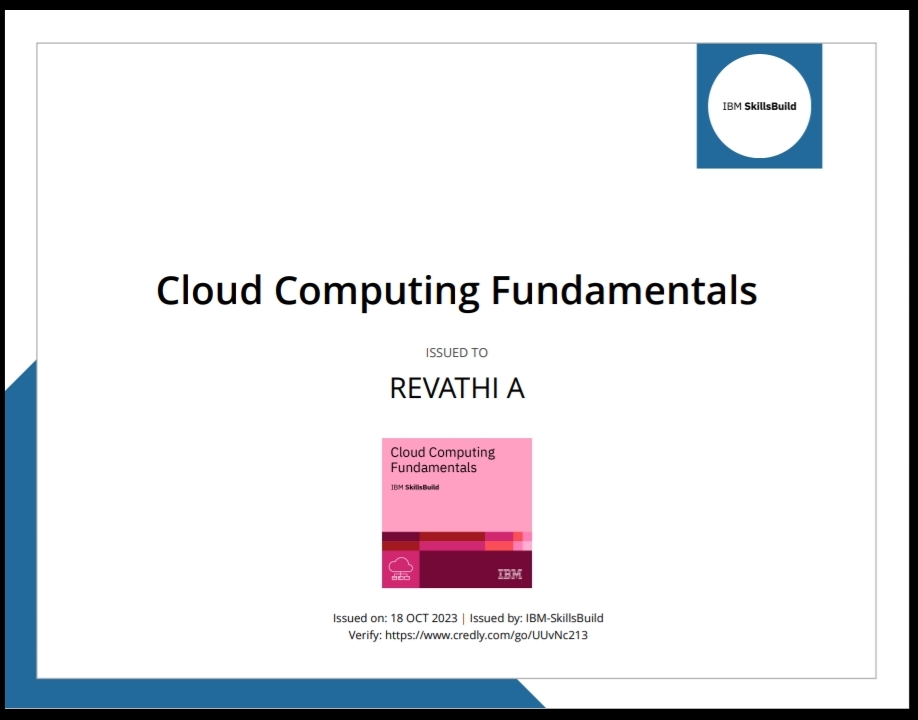 IBM SkillsBuild
Cloud Computing Fundamentals
ISSUED TO
REVATHI A
Cloud Computing
Fundamentals
IBM SkillsBuild
IBM
Issued on: 18 OCT 2023 | Issued by: IBM-SkillsBuild
Verify: https://www.credly.com/go/UUvNc213